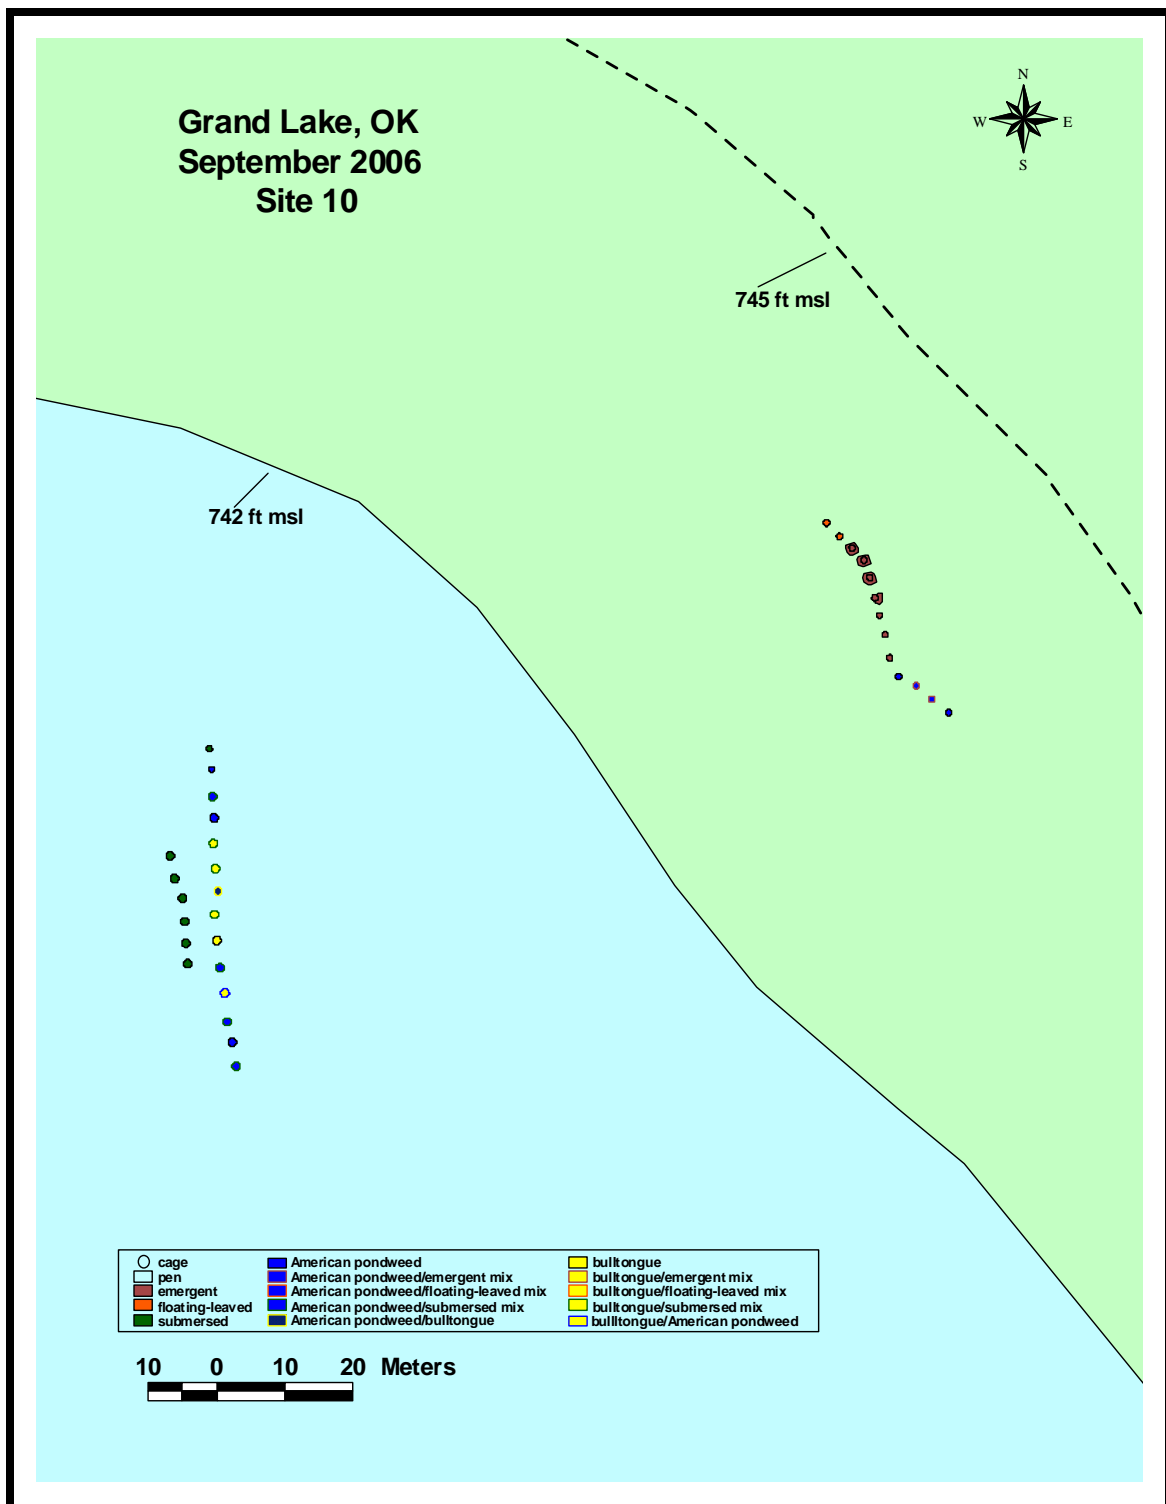 Grand Lake, OK
September 2006
Site 10
N
W E
S
745 ft msl
742 ft msl
cage
pen
emergent
floating-leaved
submersed
American pondweed
American pondweed/emergent mix
American pondweed/floating-leaved mix
American pondweed/submersed mix
American pondweed/bulltongue
bulltongue
bulltongue/emergent mix
bulltongue/floating-leaved mix
bulltongue/submersed mix
bullltongue/American pondweed
10 0 10 20 Meters